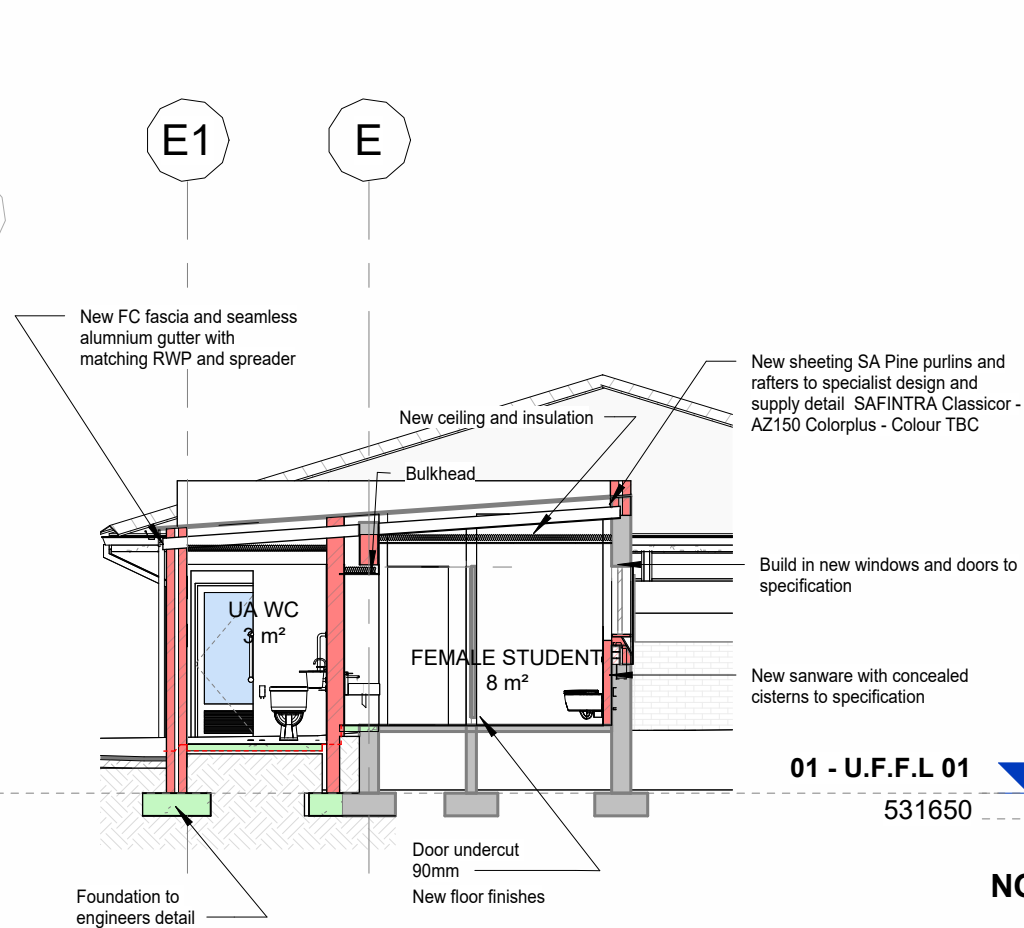 E1
E
New FC fascia and seamless
alumnium gutter with
matching RWP and spreader
New sheeting SA Pine purlins and
rafters to specialist design and
supply detail SAFINTRA Classicor -
AZ150 Colorplus - Colour TBC
New ceiling and insulation
Bulkhead
Build in new windows and doors to
specification
UA WC
3 m²
FEMALE STUDENT
8 m²
New sanware with concealed
cisterns to specification
01 - U.F.F.L 01
531650
Door undercut
90mm
New floor finishes
Foundation to
engineers detail